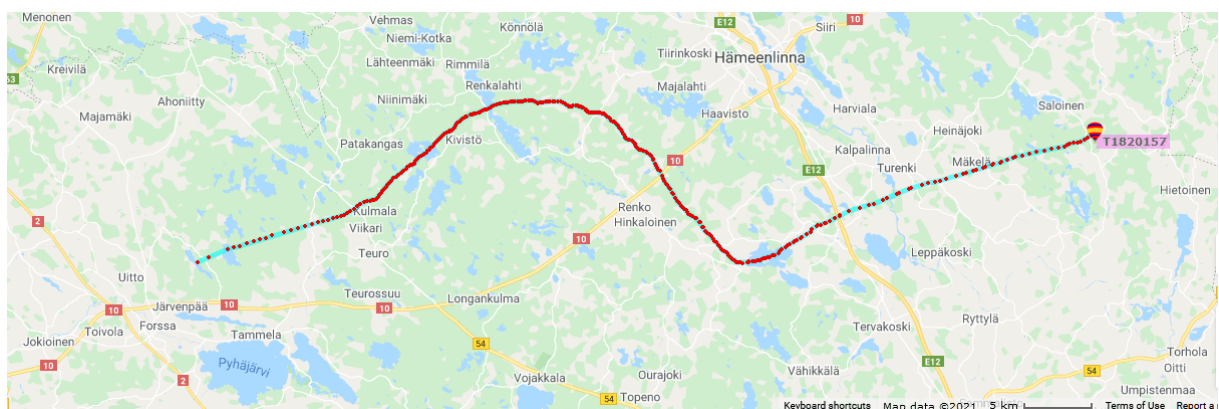 Menonen
Vehmas
Niemi-Kotka
Könnölä
E12
10
Siiri
Kreivilä
Lähteenmäki
Rimmilä
Tiirinkoski
Hämeenlinna
63
Ahoniitty
Niinimäki
Renkalahti
Majalahti
Majamäki
Haavisto
Harviala
Saloinen
Patakangas
Kivistö
Heinäjoki
T1820157
10
Kalpalinna
Mäkelä
E12
Turenki
Hietoinen
2
Kulmala
Renko
Viikari
Hinkaloinen
10
Teuro
Leppäkoski
Uitto
Teurossuu
Longankulma
Järvenpää
10
10
10
Toivola
Forssa
Tammela
Tervakoski
Ryttylä
Jokioinen
54
E12
Torhola
Pyhäjärvi
Oitti
2
Vojakkala
Ourajoki
Vähikkälä
54
Umpistenmaa
54
Topeno
Keyboard shortcuts
Map data ©2021
5 km
Terms of Use
Report a